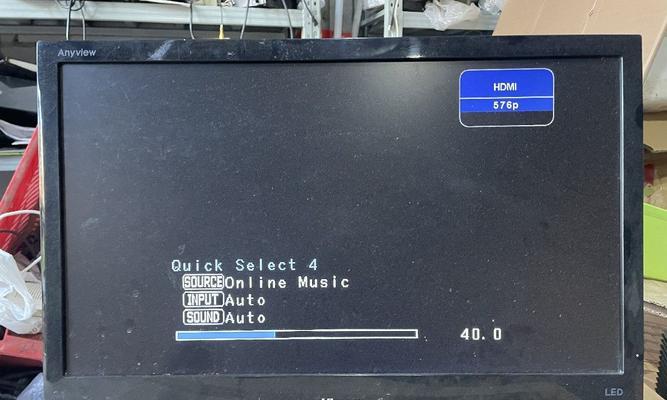 Anyview
HDMI
576p
Quick Select 4
SOURCE Online Music
INPUT Auto
SOUND Auto
40.0
LED